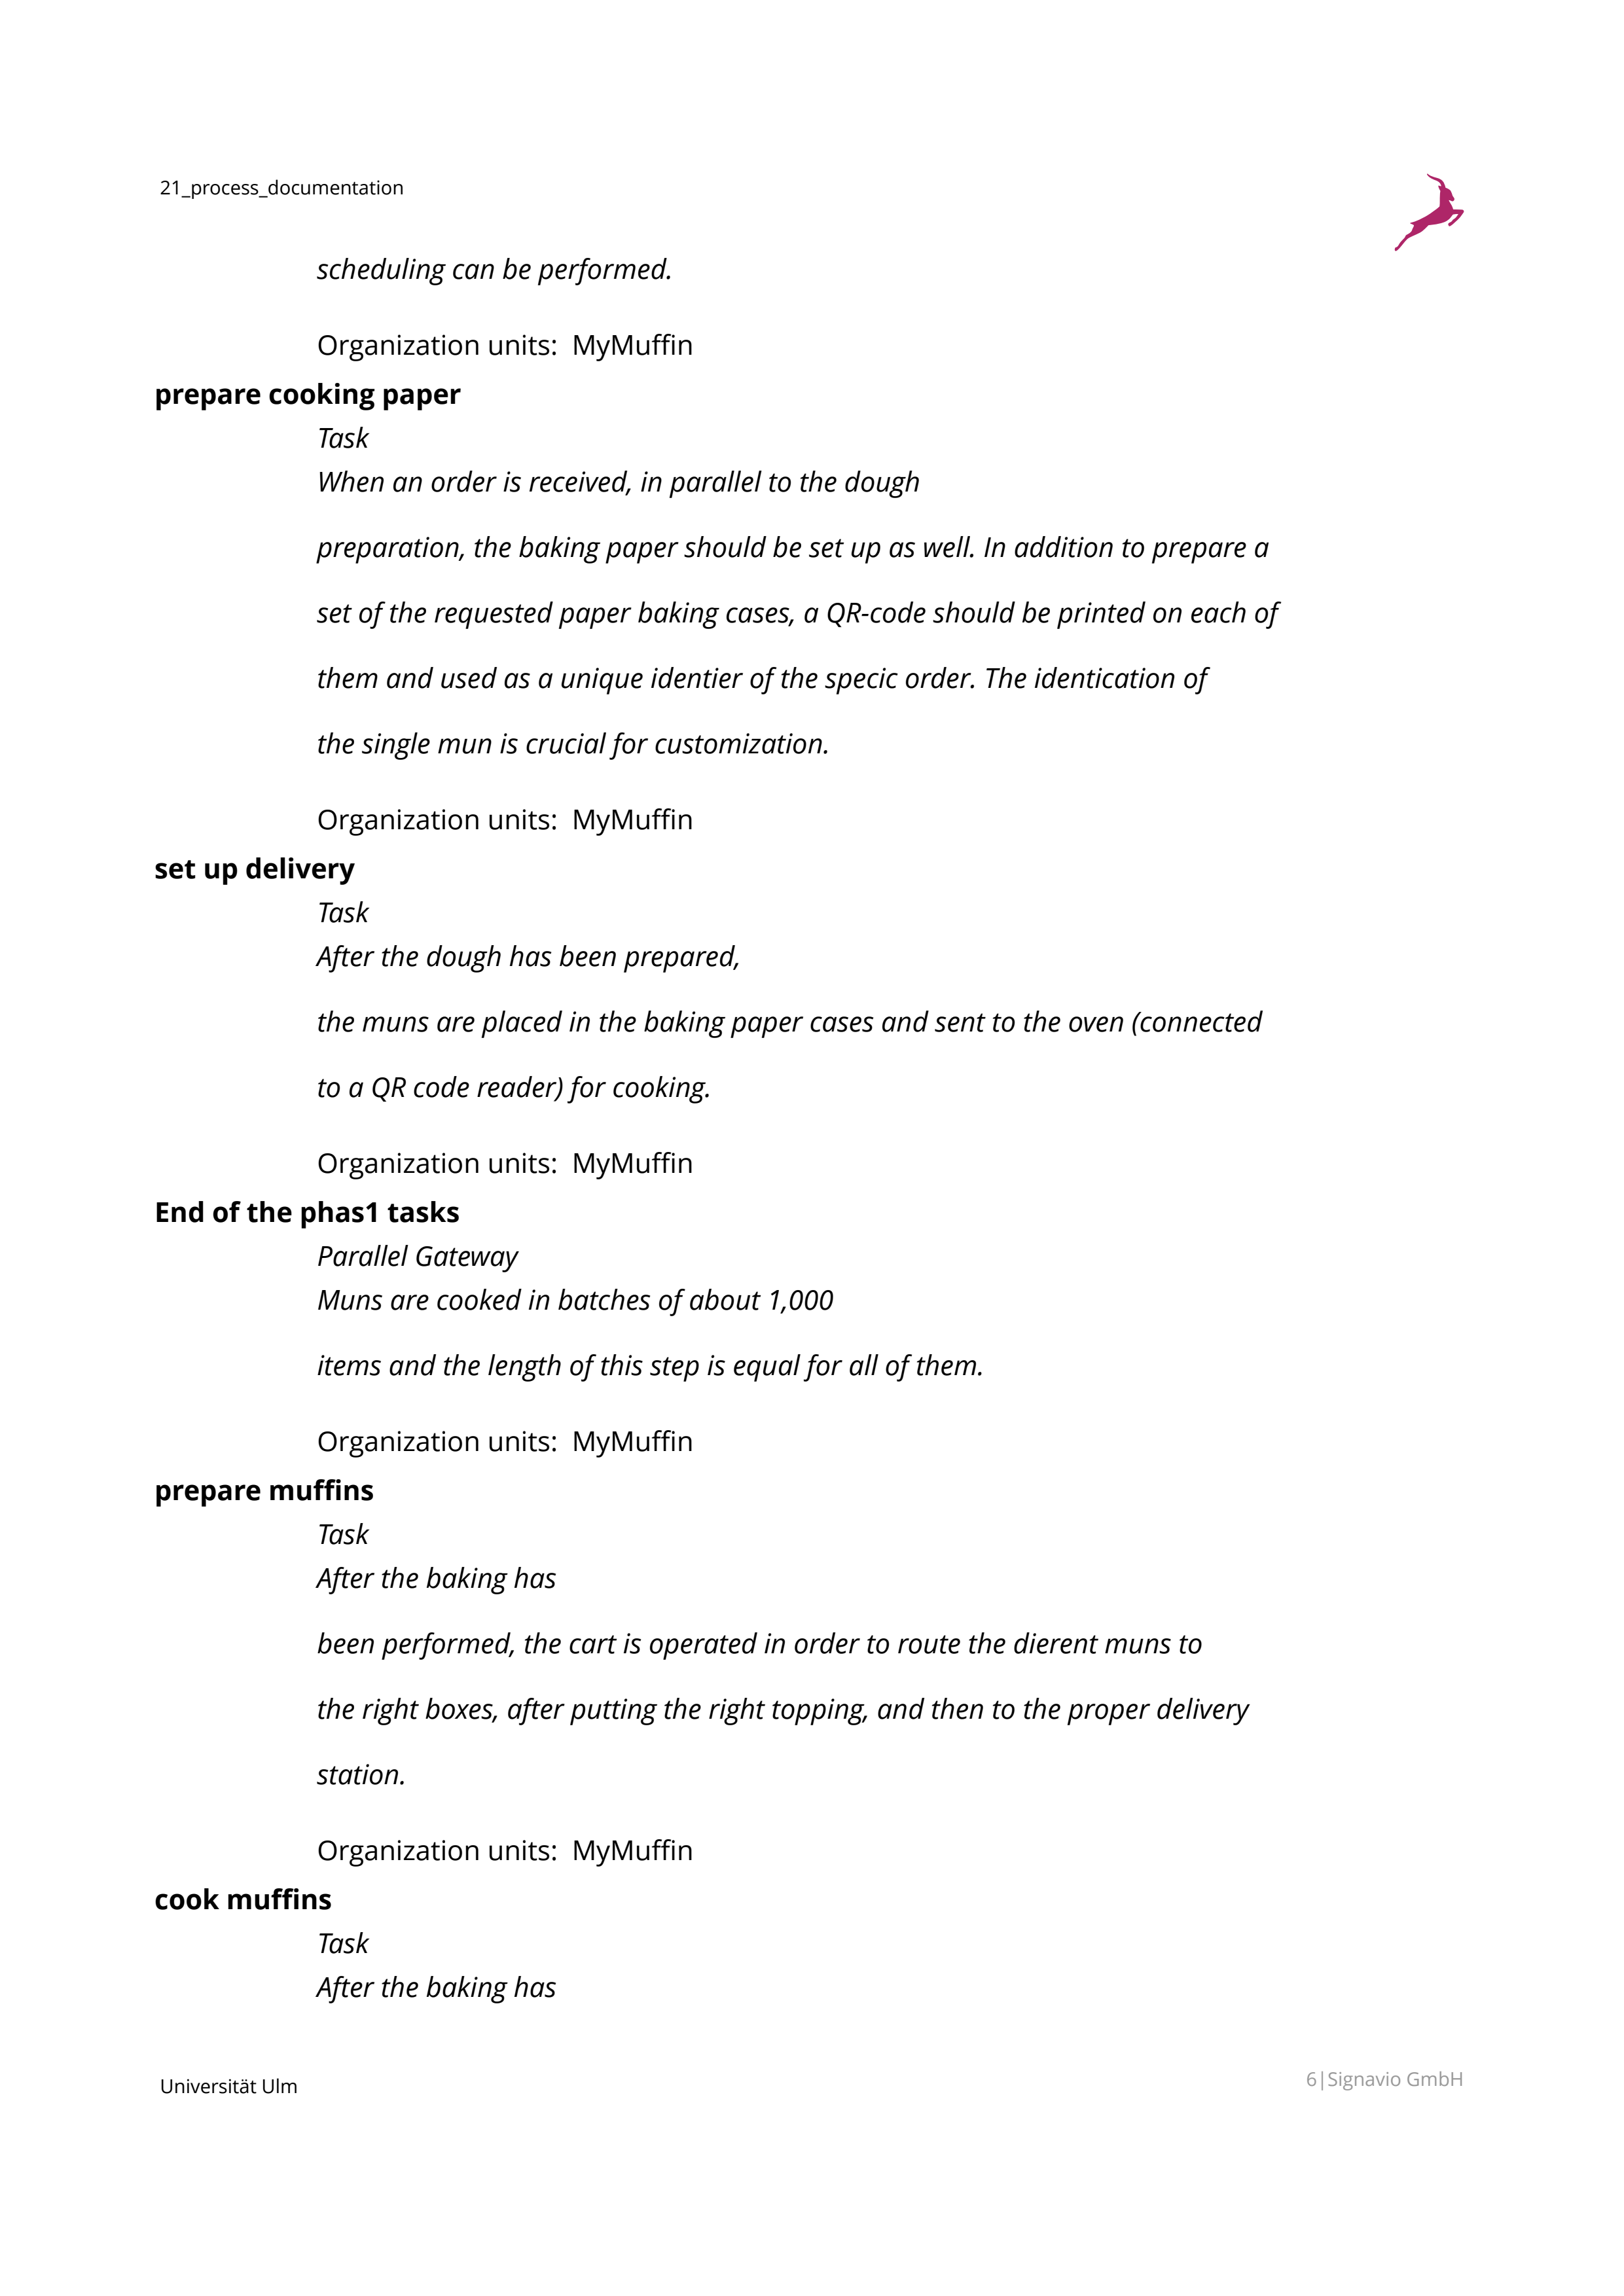 21_process_documentation
scheduling can be performed.
Organization units: MyMuffin
prepare cooking paper
Task
When an order is received, in parallel to the dough
preparation, the baking paper should be set up as well. In addition to prepare a
set of the requested paper baking cases, a QR-code should be printed on each of
them and used as a unique identier of the specic order. The identication of
the single mun is crucial for customization.
Organization units: MyMuffin
set up delivery
Task
After the dough has been prepared,
the muns are placed in the baking paper cases and sent to the oven (connected
to a QR code reader) for cooking.
Organization units: MyMuffin
End of the phas1 tasks
Parallel Gateway
Muns are cooked in batches of about 1,000
items and the length of this step is equal for all of them.
Organization units: MyMuffin
prepare muffins
Task
After the baking has
been performed, the cart is operated in order to route the dierent muns to
the right boxes, after putting the right topping, and then to the proper delivery
station.
Organization units: MyMuffin
cook muffins
Task
After the baking has
Universität Ulm
6|Signavio GmbH